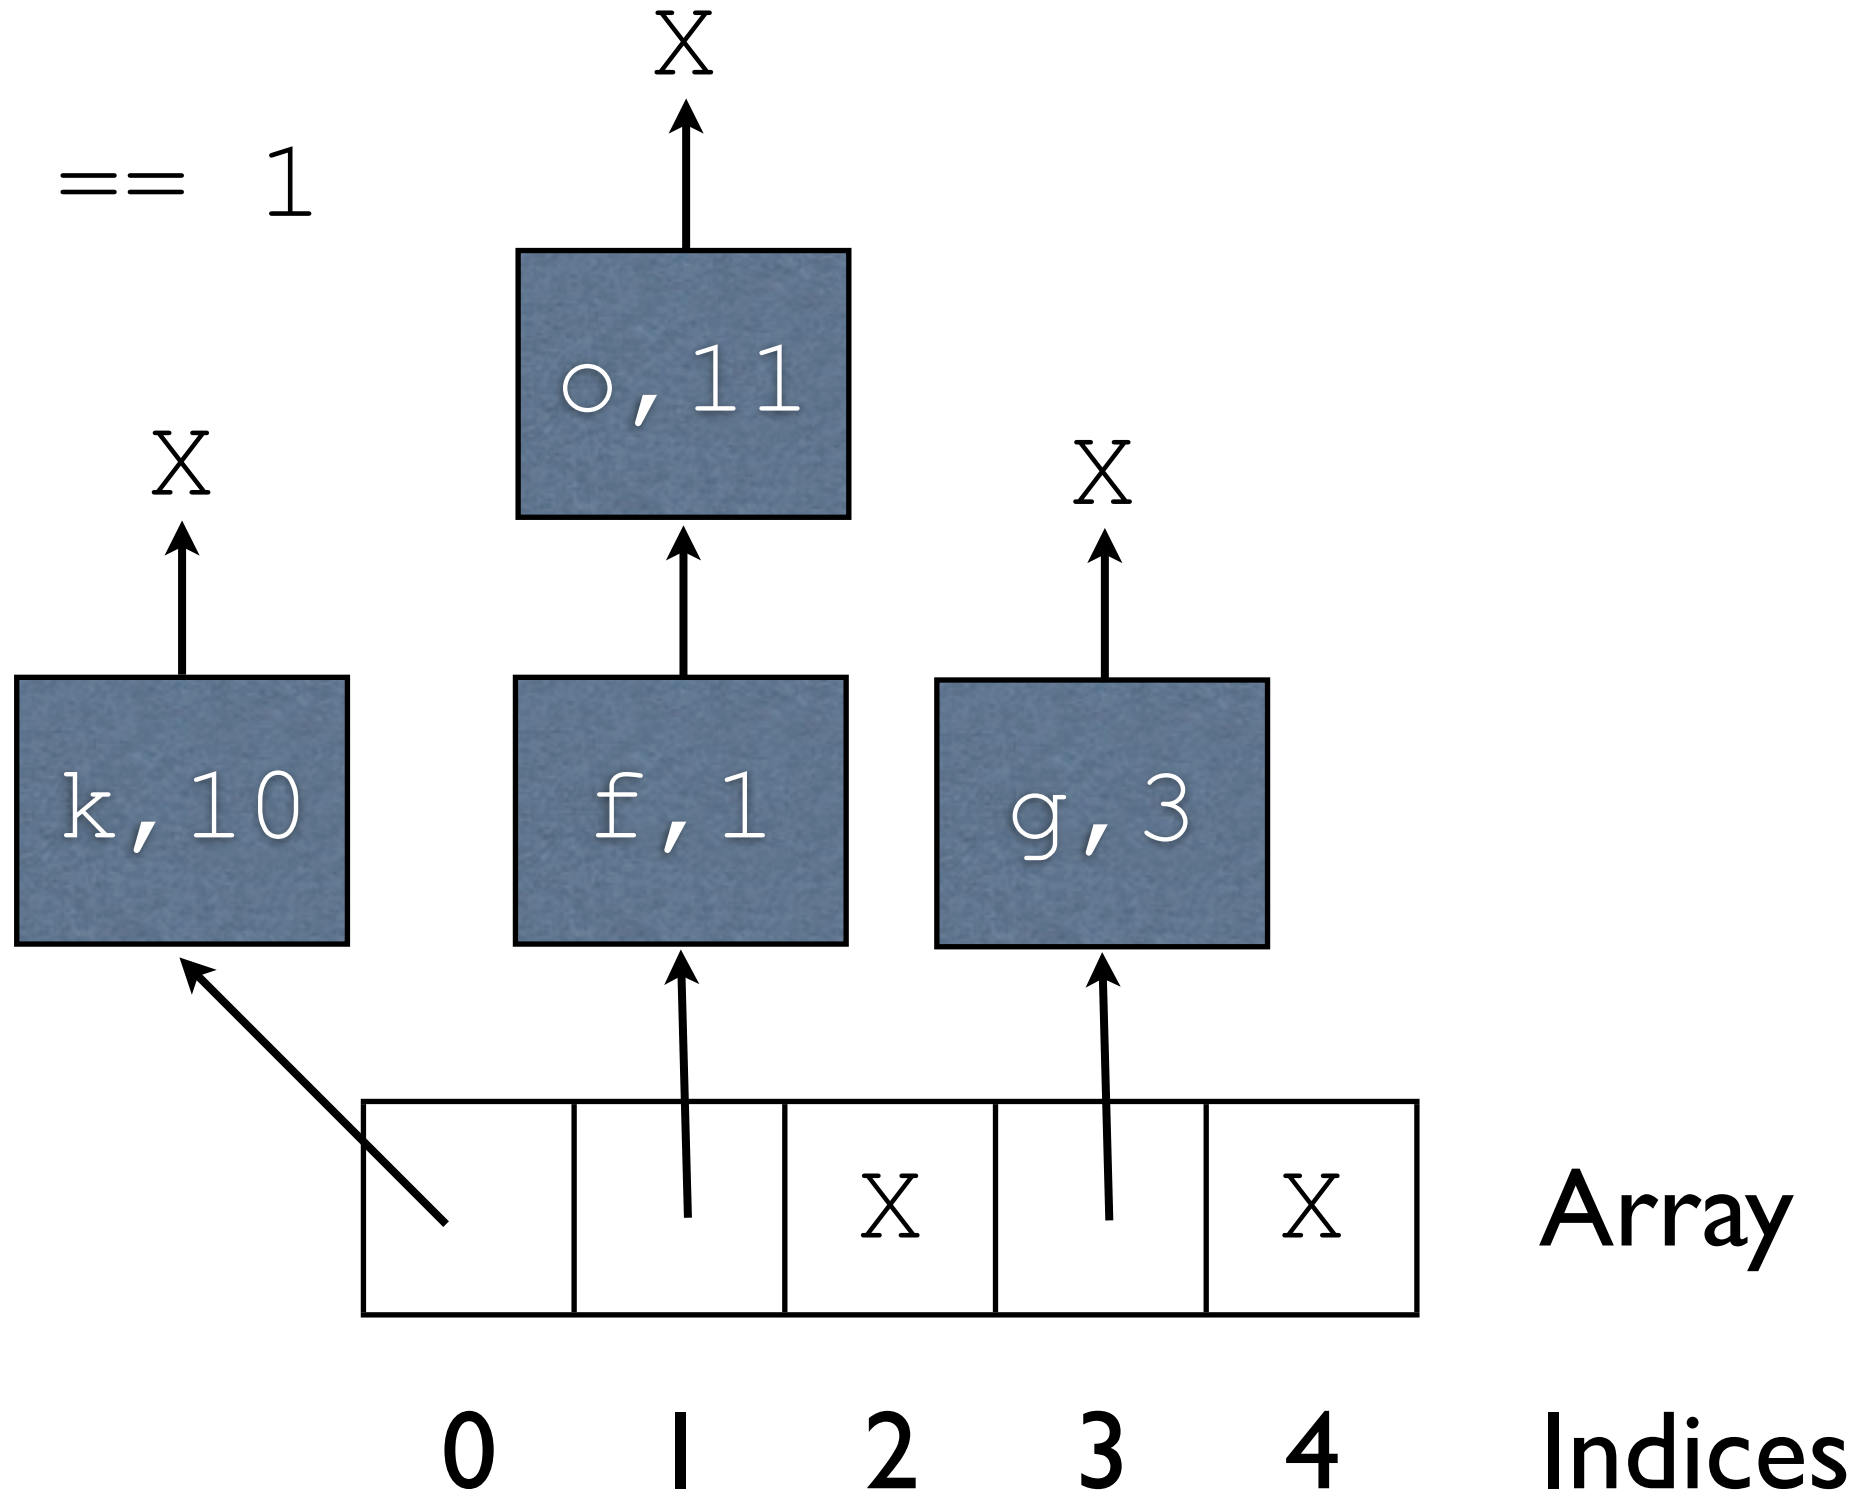 X
== 1
o,11
X
X
k,10
f,1
g,3
X
X
Array
0 1 2 3 4 Indices